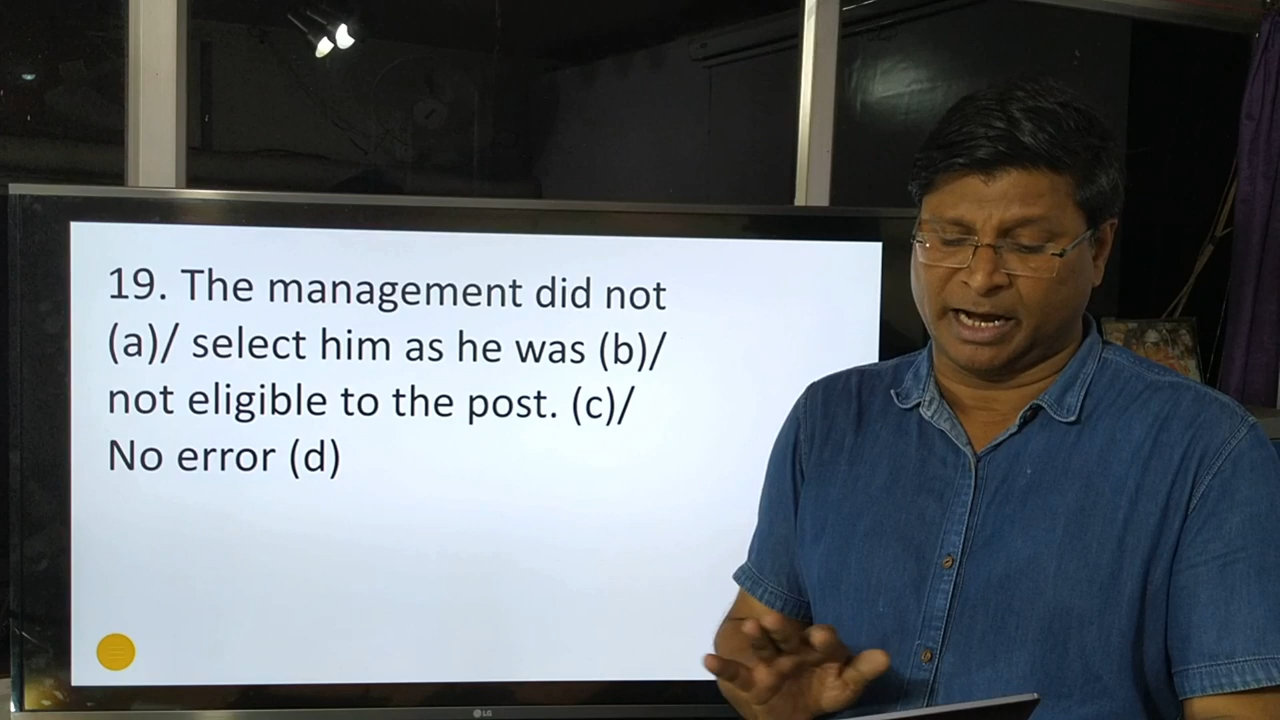 19. The management did not
(a)/ select him as he was (b)/
not eligible to the post. (c)/
No error (d)
LG